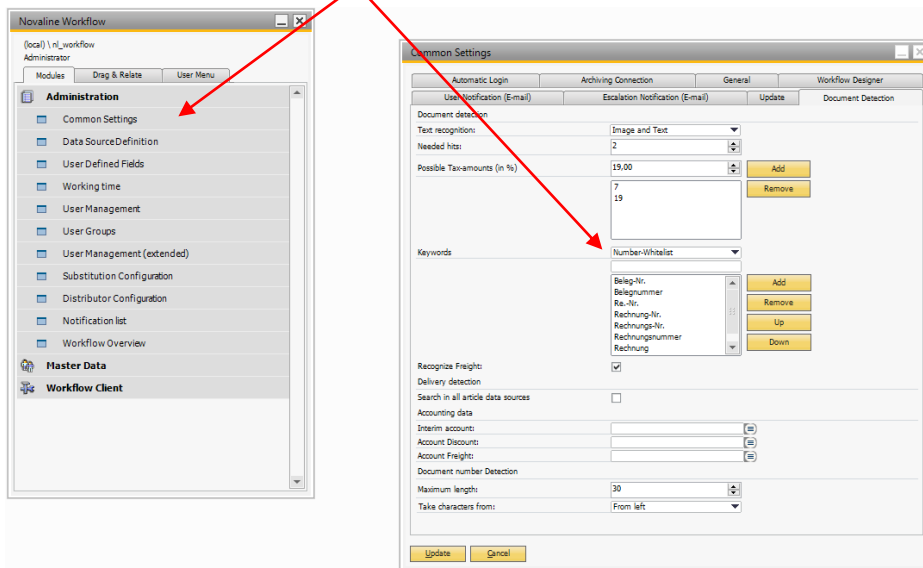 Novaline Workflow
(local) \ nl_workflow
Administrator
Modules Drag & Relate User Menu
Administration
Common Settings
Data SourceDefinition
User Defined Fields
Working time
User Management
User Groups
User Management (extended)
Substitution Configuration
Distributor Configuration
Notification list
Workflow Overview
Master Data
Workflow Client
Common Settings
Automatic Login Archiving Connection General Workflow Designer
User Notification (E-mail) Escalation Notification (E-mail) Update Document Detection
Document detection
Text recognition: Image and Text
Needed hits: 2
Possible Tax-amounts (in %) 19,00 Add
7 Remove
19
Keywords Number-Whitelist
Beleg-Nr. Add
Belegnummer
Re.-Nr. Remove
Rechnung-Nr.
Rechnungs-Nr. Up
Rechnungsnummer
Rechnung Down
Recognize Freight:
Delivery detection
Search in all article data sources
Accounting data
Interim account:
Account Discount:
Account Freight:
Document number Detection
Maximum length: 30
Take characters from: From left
Update Cancel